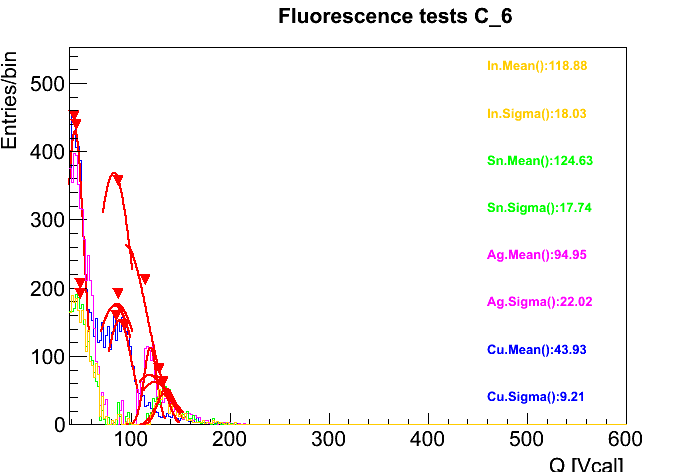 Fluorescence tests C_6
Entries/bin
500
400
300
200
100
0
In.Mean():118.88
In.Sigma():18.03
Sn.Mean():124.63
Sn.Sigma():17.74
Ag.Mean():94.95
Ag.Sigma():22.02
Cu.Mean():43.93
Cu.Sigma():9.21
100 200 300 400 500 600
Q [Vcal]